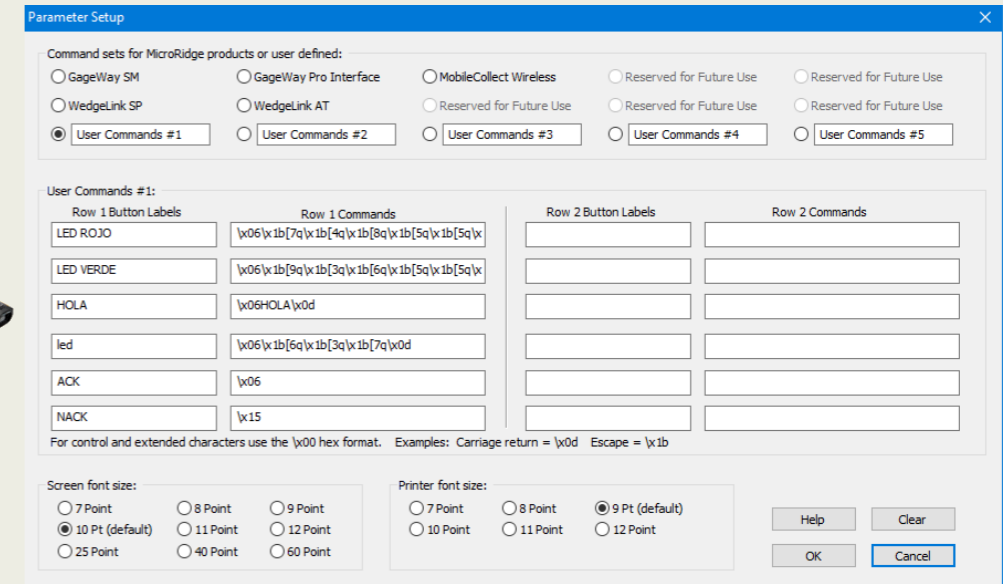 Parameter Setup
Command sets for MicroRidge products or user defined:
GageWay SM GageWay Pro Interface MobileCollect Wireless Reserved for Future Use Reserved for Future Use
WedgeLink SP WedgeLink AT Reserved for Future Use Reserved for Future Use Reserved for Future Use
User Commands #1 User Commands #2 User Commands #3 User Commands #4 User Commands #5
User Commands #1:
Row 1 Button Labels Row 1 Commands Row 2 Button Labels Row 2 Commands
LED ROJO \x06\x1b[7q\x1b[4q\x1b[8q\x1b[5q\x1b[5q\x
LED VERDE \x06\x1b[9q\x1b[3q\x1b[6q\x1b[5q\x1b[5q\x
HOLA \x06HOLA\x0d
led \x06\x1b[6q\x1b[3q\x1b[7q\x0d
ACK \x06
NACK \x15
For control and extended characters use the \x00 hex format. Examples: Carriage return = \x0d Escape = \x1b
Screen font size: Printer font size:
7 Point 8 Point 9 Point 7 Point 8 Point 9 Pt (default)
10 Pt (default) 11 Point 12 Point 10 Point 11 Point 12 Point
25 Point 40 Point 60 Point
Help Clear
OK Cancel